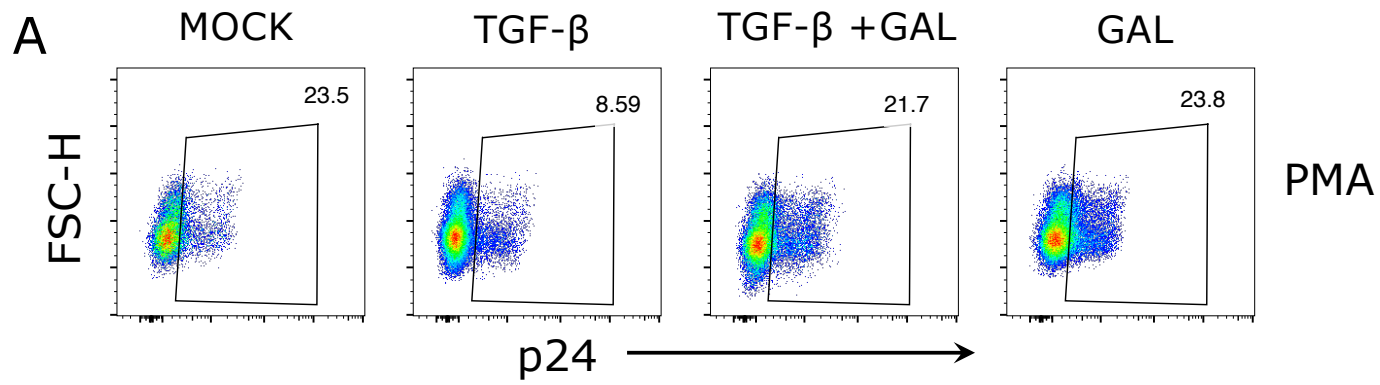 A
MOCK
TGF-β
TGF-β +GAL
GAL
23.5
8.59
21.7
23.8
FSC-H
PMA
p24